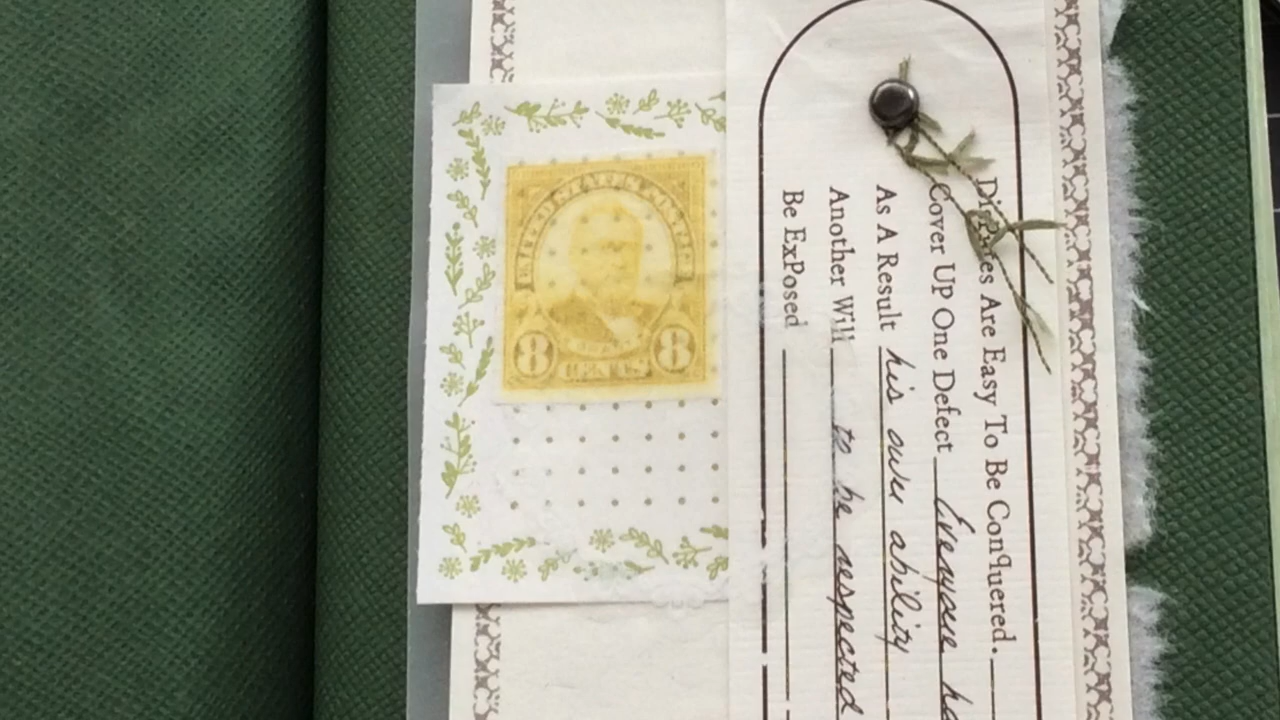 UNITED STATES POSTAGE
8 CENTS 8
Are Easy To Be Conquered.
Cover Up One Defect Everyone
As A Result his own ability
Another Will to be respected
Be ExPosed